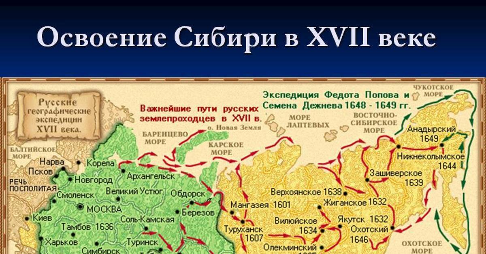 Освоение Сибири в XVII веке
Русские
географические
экспедиции
XVII века.
Важнейшие пути русских
землепроходцев в XVII в.
Экспедиция Федота Попова и
Семена Дежнева 1648 - 1649 гг.
ЧУКОТСКОЕ
МОРЕ
о. Новая Земля
МОРЕ
ЛАПТЕВЫХ
ВОСТОЧНО-
СИБИРСКОЕ
МОРЕ
БАРЕНЦЕВО
МОРЕ
КАРСКОЕ
МОРЕ
БАЛТИЙСКОЕ
МОРЕ
Анадырский
1649
Нижнеколымское
1644
Нарва
Корела
Псков
Новгород
Архангельск
Зашиверское
1639
РЕЧЬ
ПОСПОЛИТАЯ
Смоленск
Великий Устюг
Обдорск
Верхоянское 1638
МОСКВА
Березов
Мангазея 1601
Жиганское 1632
Киев
Соль-Камская
Тамбов 1636
Туруханск
1607
Вилюйское
1634
Якутск 1632
Охотский
1646
Харьков
Туринск
Симбирск
Олекминский
ОХОТСКОЕ
МОРЕ